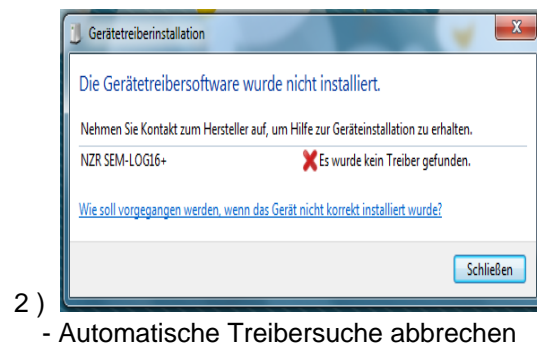 Gerätetreiberinstallation
X
Die Gerätetreibersoftware wurde nicht installiert.
Nehmen Sie Kontakt zum Hersteller auf, um Hilfe zur Geräteinstallation zu erhalten.
NZR SEM-LOG16+ Es wurde kein Treiber gefunden.
Wie soll vorgegangen werden, wenn das Gerät nicht korrekt installiert wurde?
Schließen
2 )
- Automatische Treibersuche abbrechen